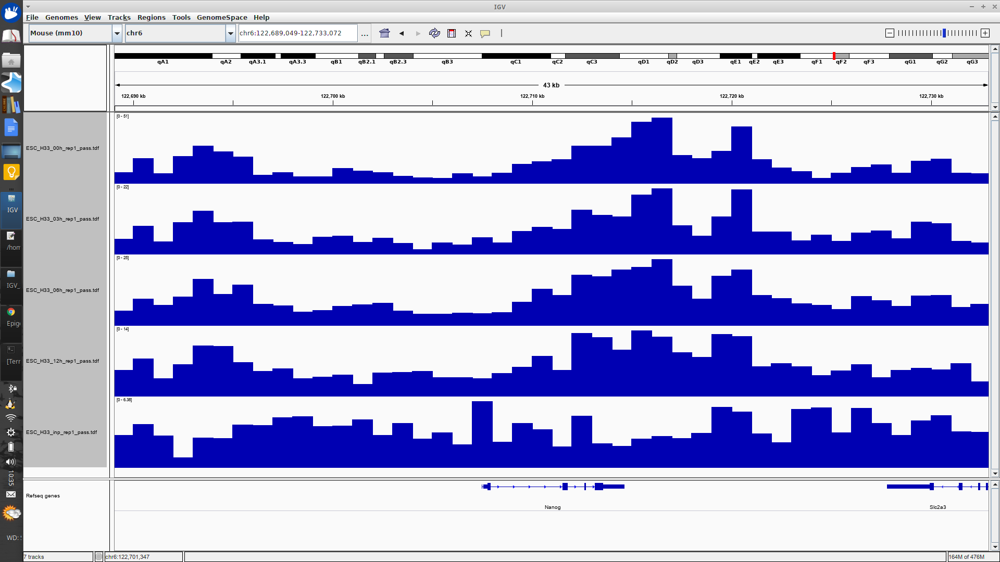 IGV
File Genomes View Tracks Regions Tools GenomeSpace Help
Mouse (mm10) chr6 chr6:122,689,049-122,733,072 ...
qA1 qA2 qA3.1 qA3.3 qB1 qB2.1 qB2.3 qB3 qC1 qC2 qC3 qD1 qD2 qD3 qE1 qE2 qE3 qF1 qF2 qF3 qG1 qG2 qG3
43 kb
122,690 kb 122,700 kb 122,710 kb 122,720 kb 122,730 kb
[0 - 51]
ESC_H33_00h_rep1_pass.tdf
[0 - 22]
ESC_H33_03h_rep1_pass.tdf
[0 - 25]
ESC_H33_06h_rep1_pass.tdf
[0 - 14]
ESC_H33_12h_rep1_pass.tdf
[0 - 6.38]
ESC_H33_inp_rep1_pass.tdf
Refseq genes
Nanog Slc2a3
7 tracks chr6:122,701,347 164M of 476M
CALIBRE
igv
IGV
/hom
IGV_
Epig
[Terr
10:35
WD: